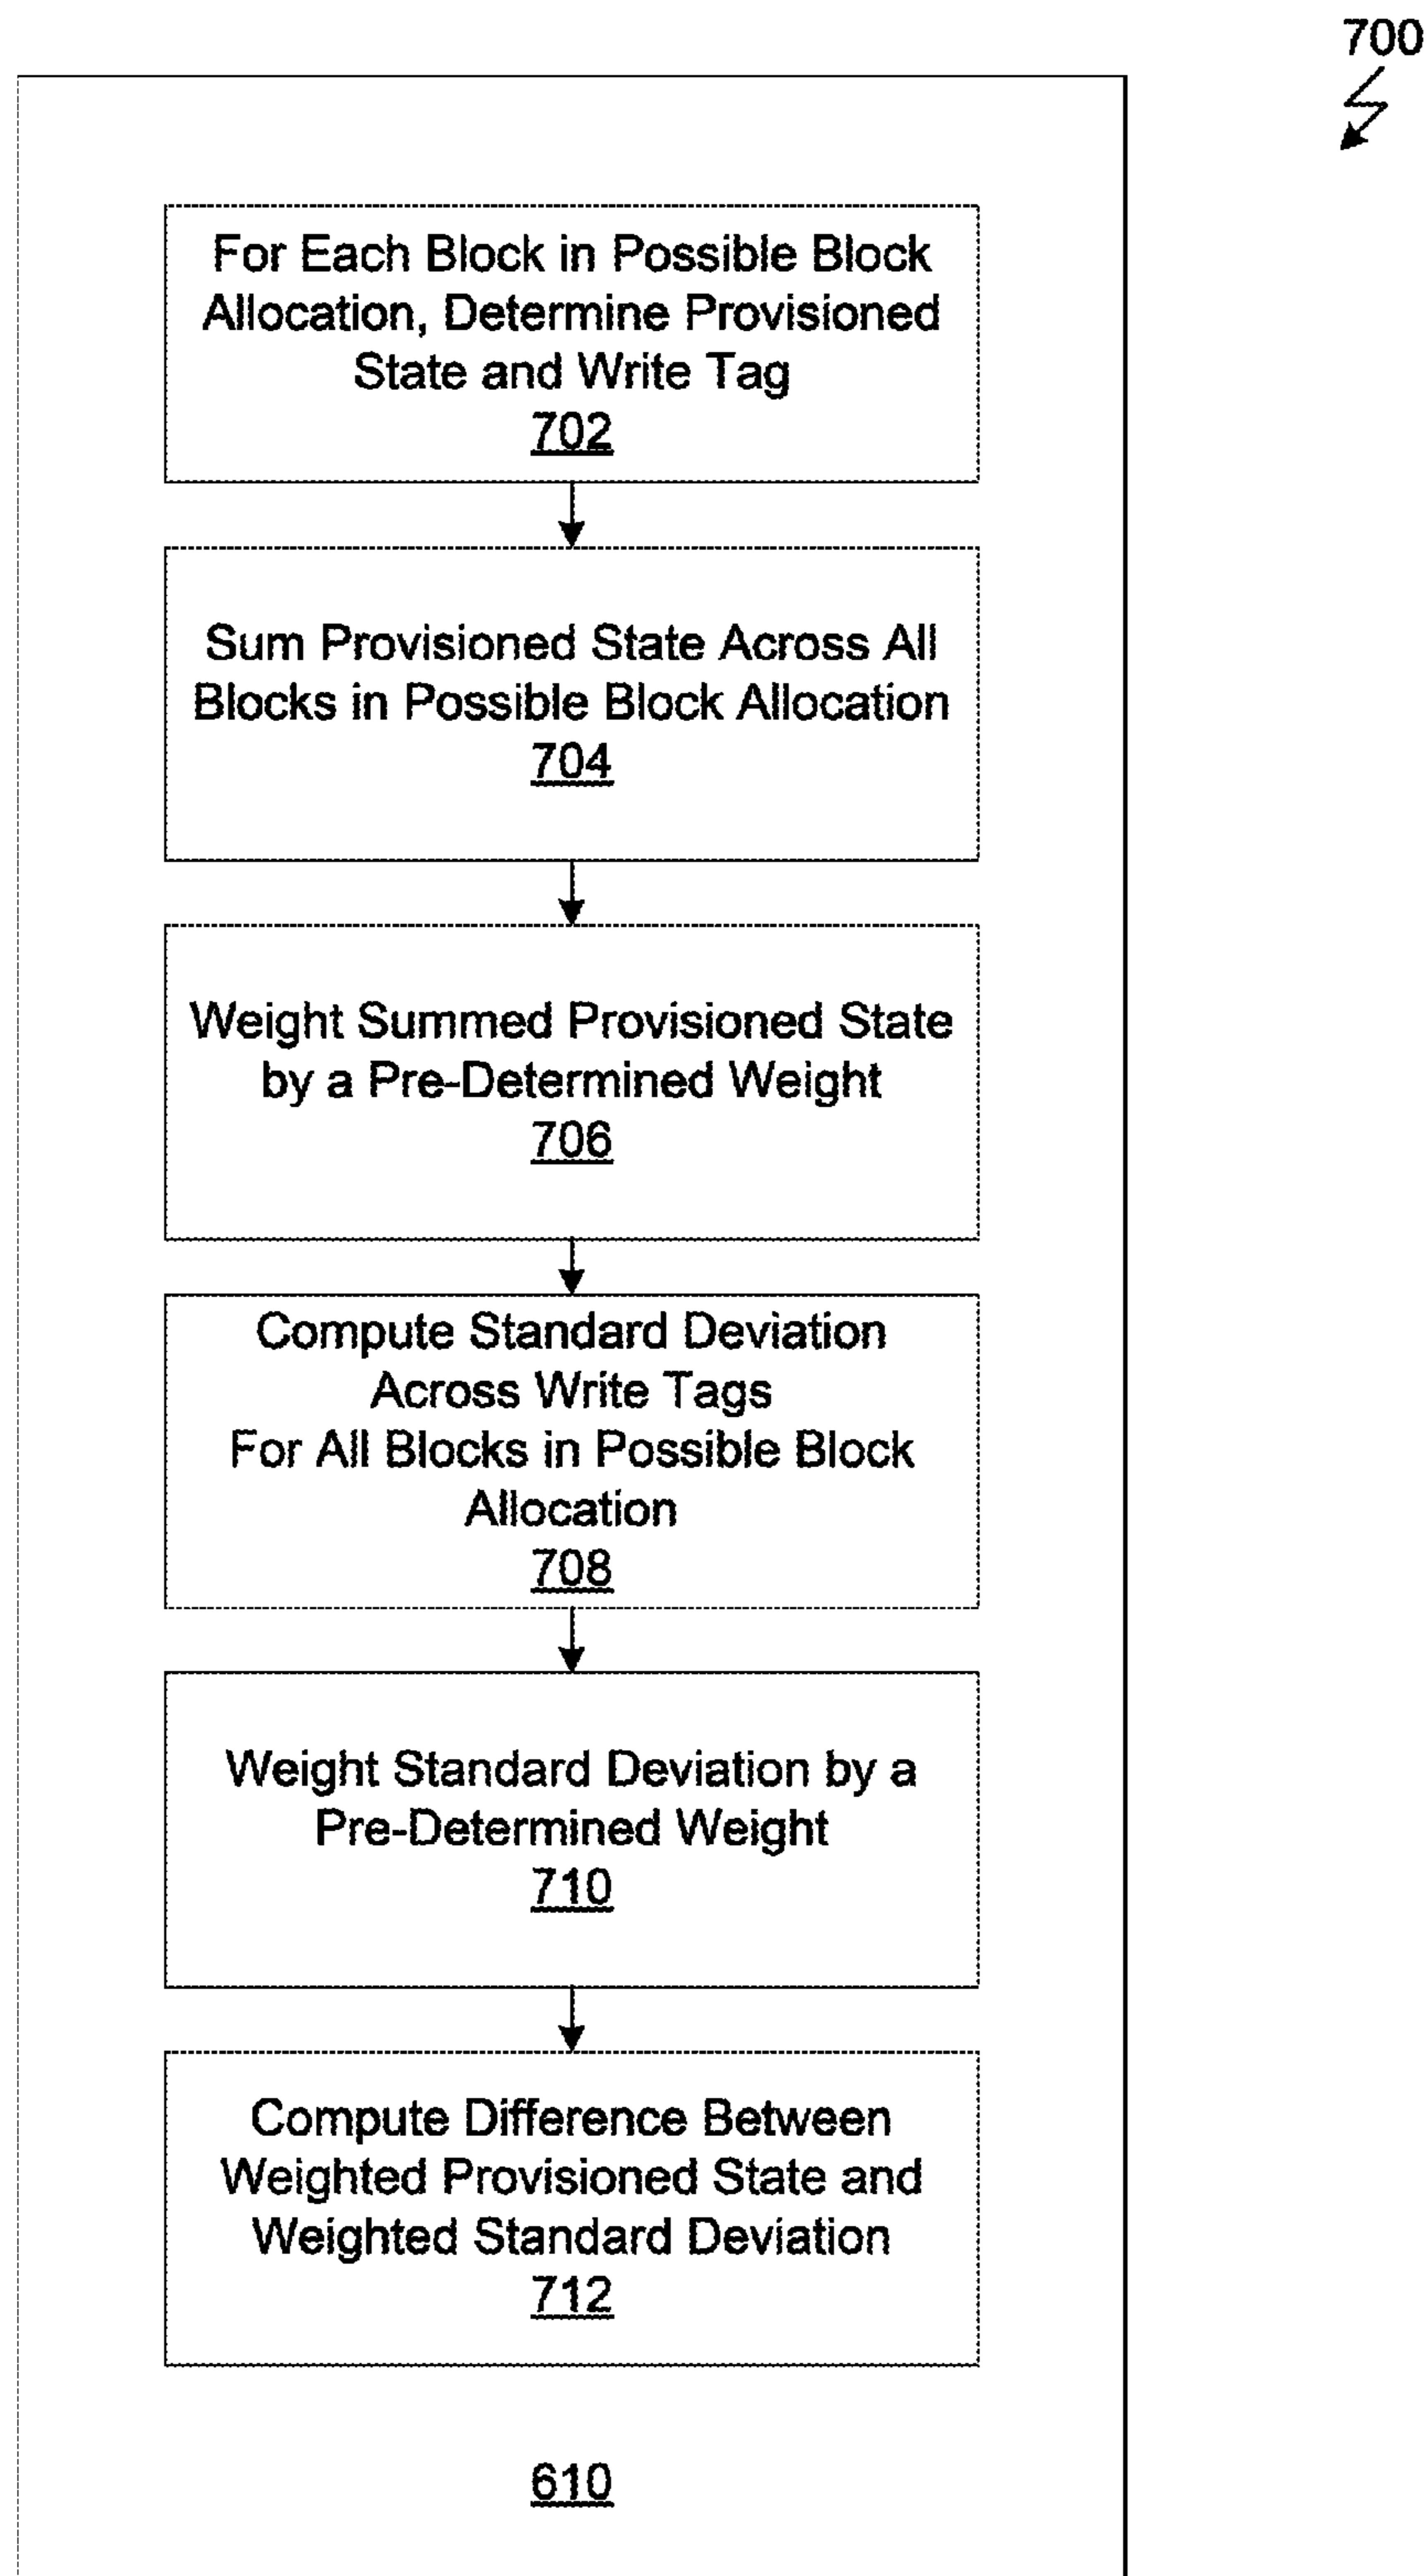 700
For Each Block in Possible Block
Allocation, Determine Provisioned
State and Write Tag
702
Sum Provisioned State Across All
Blocks in Possible Block Allocation
704
Weight Summed Provisioned State
by a Pre-Determined Weight
706
Compute Standard Deviation
Across Write Tags
For All Blocks in Possible Block
Allocation
708
Weight Standard Deviation by a
Pre-Determined Weight
710
Compute Difference Between
Weighted Provisioned State and
Weighted Standard Deviation
712
610